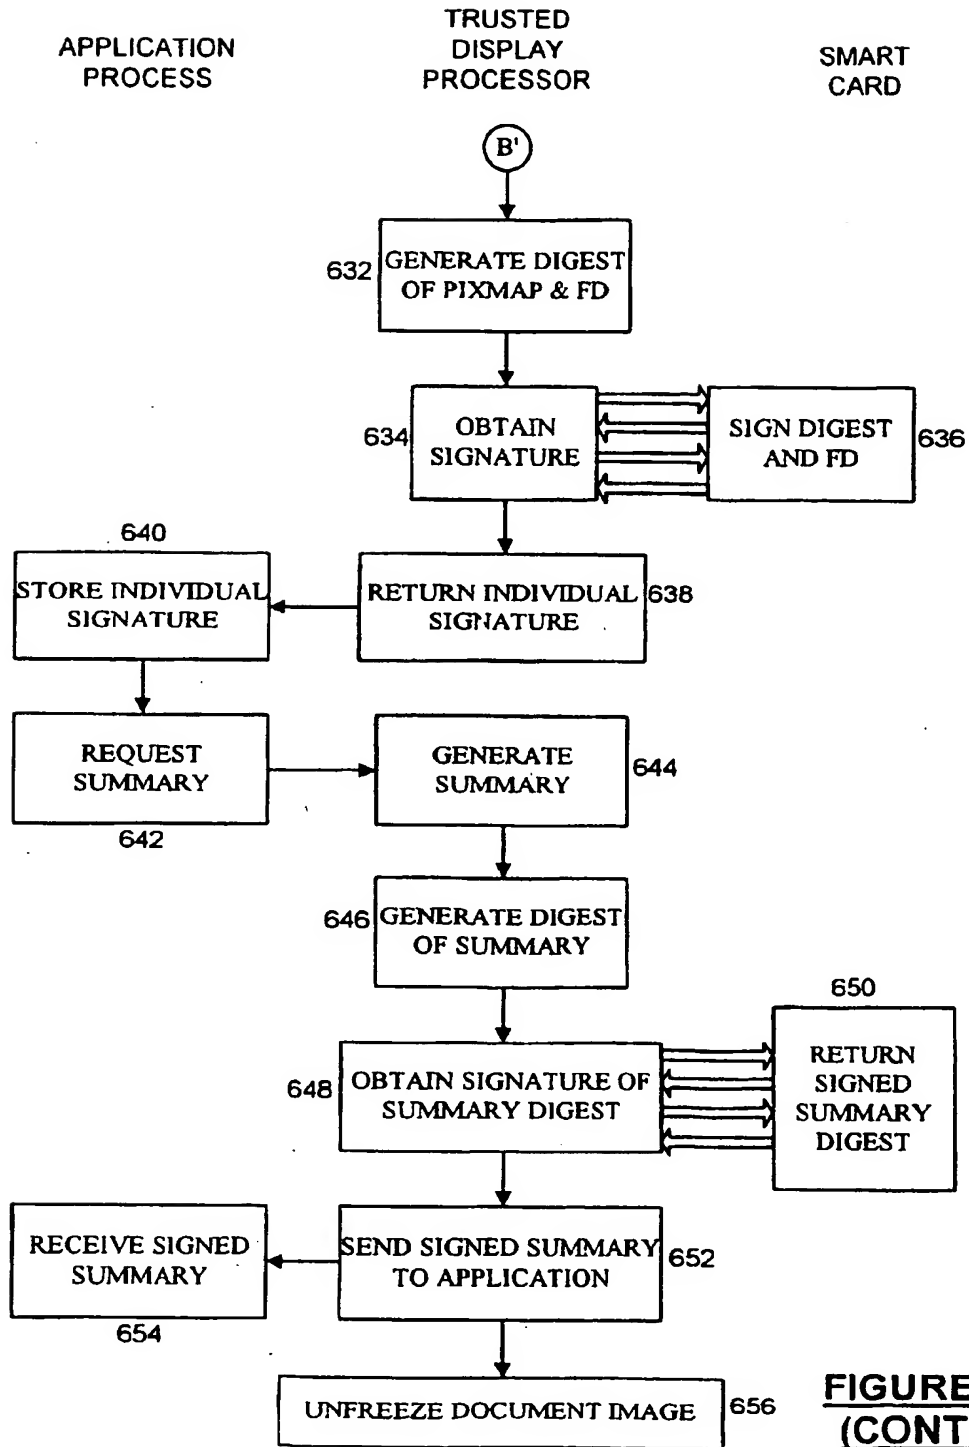 APPLICATION
PROCESS
TRUSTED
DISPLAY
PROCESSOR
SMART
CARD
B'
632
GENERATE DIGEST
OF PIXMAP & FD
634
OBTAIN
SIGNATURE
SIGN DIGEST
AND FD
636
640
STORE INDIVIDUAL
SIGNATURE
RETURN INDIVIDUAL
SIGNATURE
638
REQUEST
SUMMARY
642
GENERATE
SUMMARY
644
646
GENERATE DIGEST
OF SUMMARY
648
OBTAIN SIGNATURE OF
SUMMARY DIGEST
650
RETURN
SIGNED
SUMMARY
DIGEST
RECEIVE SIGNED
SUMMARY
654
SEND SIGNED SUMMARY
TO APPLICATION
652
UNFREEZE DOCUMENT IMAGE
656
FIGURE
(CONT